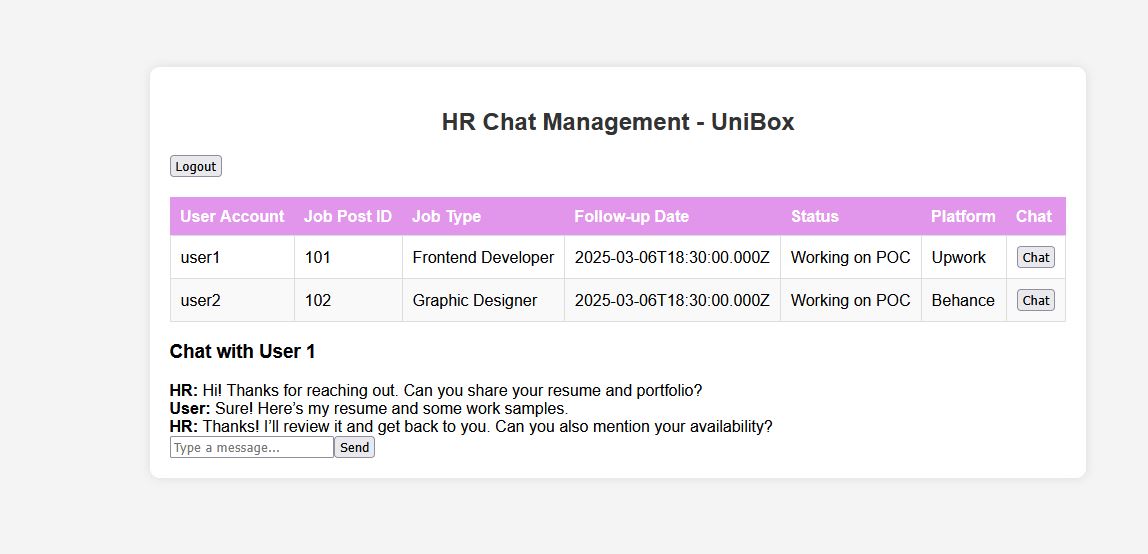 HR Chat Management - UniBox
Logout
User Account Job Post ID Job Type Follow-up Date Status Platform Chat
user1 101 Frontend Developer 2025-03-06T18:30:00.000Z Working on POC Upwork Chat
user2 102 Graphic Designer 2025-03-06T18:30:00.000Z Working on POC Behance Chat
Chat with User 1
HR: Hi! Thanks for reaching out. Can you share your resume and portfolio?
User: Sure! Here’s my resume and some work samples.
HR: Thanks! I’ll review it and get back to you. Can you also mention your availability?
Type a message... Send